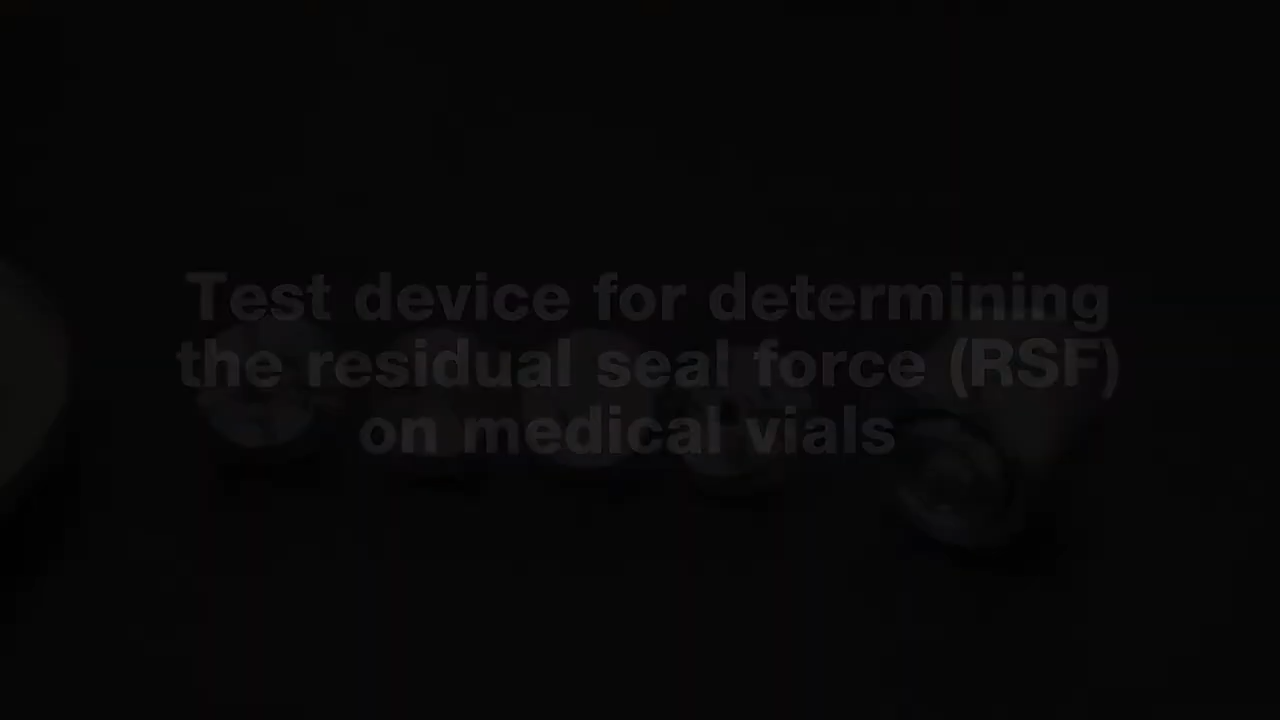 Test device for determining
the residual seal force (RSF)
on medical vials